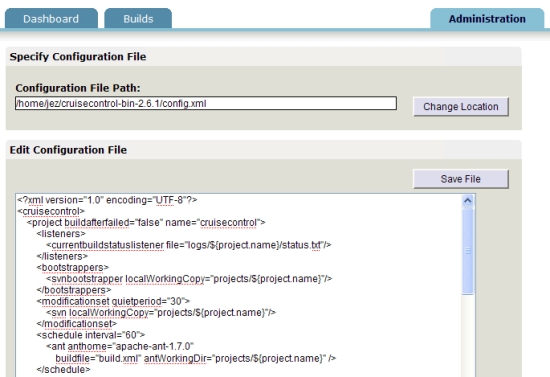 Dashboard
Builds
Administration
Specify Configuration File
Configuration File Path:
/home/jez/cruisecontrol-bin-2.6.1/config.xml
Change Location
Edit Configuration File
Save File
<?xml version="1.0" encoding="UTF-8"?>
<cruisecontrol>
<project buildafterfailed="false" name="cruisecontrol">
<listeners>
<currentbuildstatuslistener file="logs/${project.name}/status.txt"/>
</listeners>
<bootstrappers>
<svnbootstrapper localWorkingCopy="projects/${project.name}"/>
</bootstrappers>
<modificationset quietperiod="30">
<svn localWorkingCopy="projects/${project.name}"/>
</modificationset>
<schedule interval="60">
<ant anthome="apache-ant-1.7.0"
buildfile="build.xml" antWorkingDir="projects/${project.name}" />
</schedule>